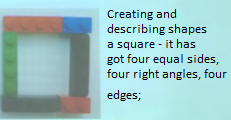 Creating and
describing shapes
a square - it has
got four equal sides,
four right angles, four
edges;